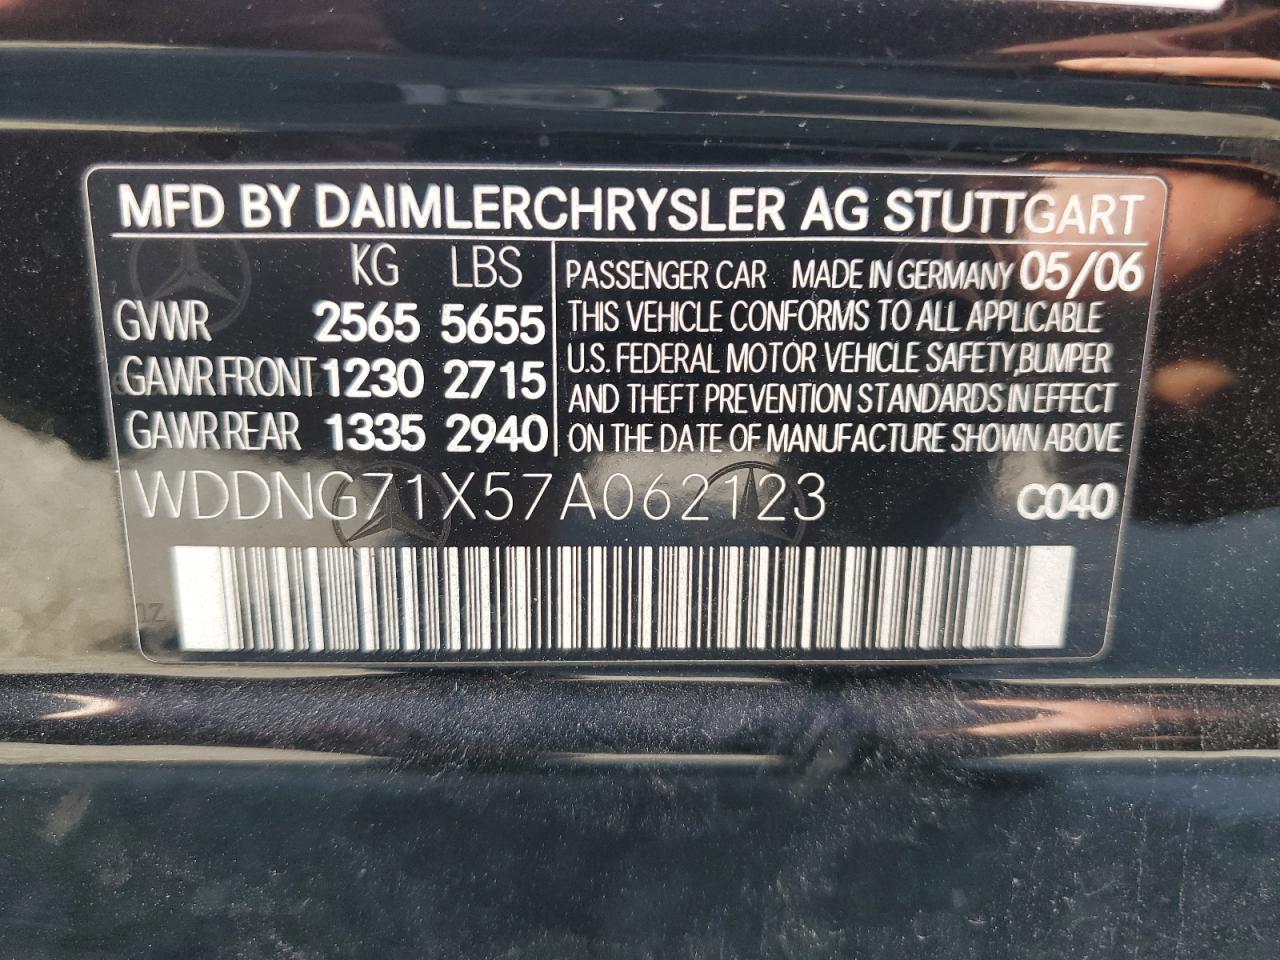 MFD BY DAIMLERCHRYSLER AG STUTTGART
KG LBS
GVWR 2565 5655
GAWR FRONT 1230 2715
GAWR REAR 1335 2940
PASSENGER CAR MADE IN GERMANY 05/06
THIS VEHICLE CONFORMS TO ALL APPLICABLE
U.S. FEDERAL MOTOR VEHICLE SAFETY,BUMPER
AND THEFT PREVENTION STANDARDS IN EFFECT
ON THE DATE OF MANUFACTURE SHOWN ABOVE
WDDNG71X57A062123 C040